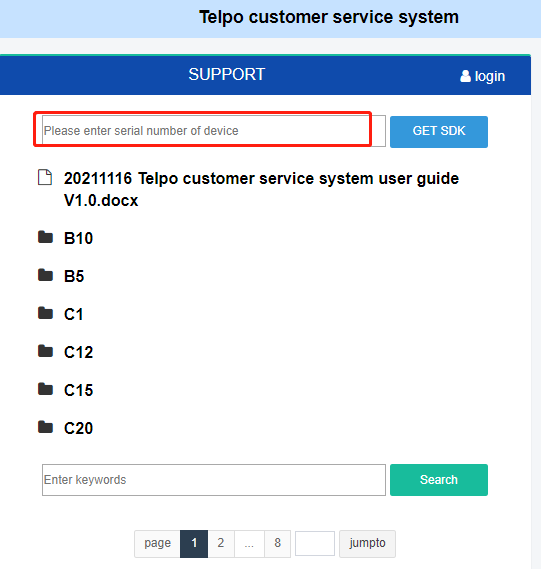 Telpo customer service system
SUPPORT
login
Please enter serial number of device
GET SDK
20211116 Telpo customer service system user guide
V1.0.docx
B10
B5
C1
C12
C15
C20
Enter keywords
Search
page 1 2 ... 8 jumpto